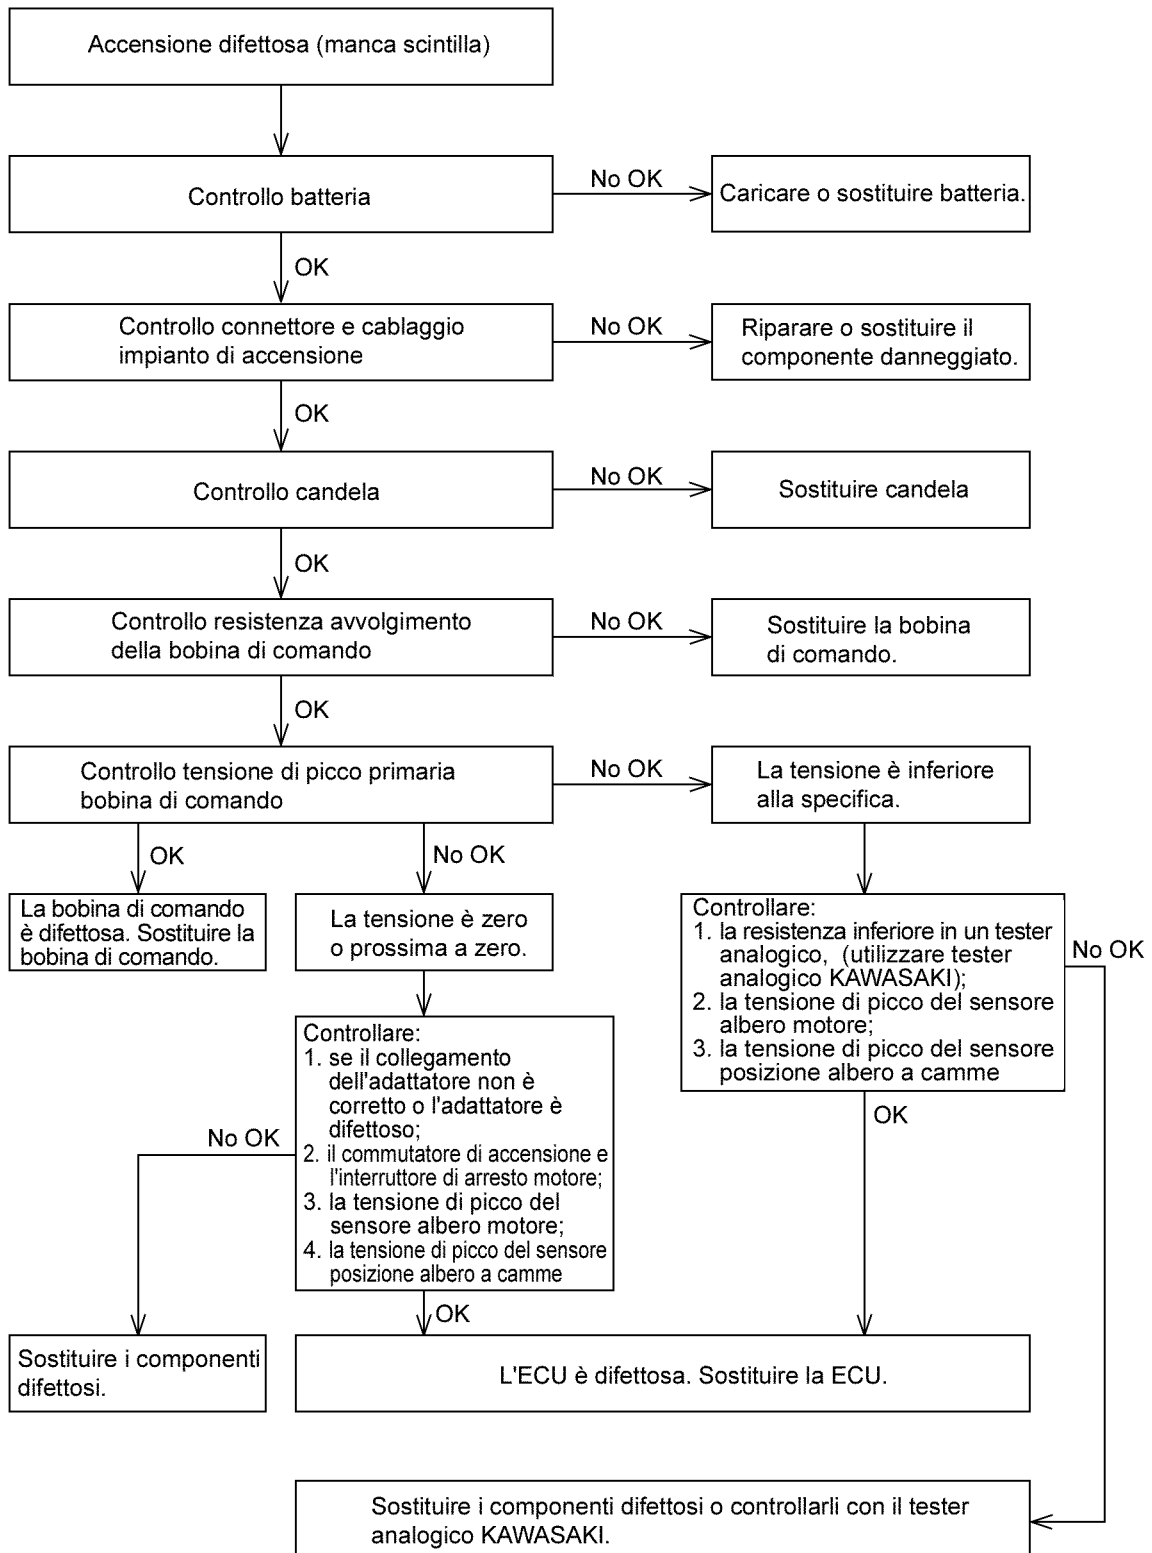 Accensione difettosa (manca scintilla)
Controllo batteria
No OK
Caricare o sostituire batteria.
OK
Controllo connettore e cablaggio
impianto di accensione
No OK
Riparare o sostituire il
componente danneggiato.
OK
Controllo candela
No OK
Sostituire candela
OK
Controllo resistenza avvolgimento
della bobina di comando
No OK
Sostituire la bobina
di comando.
OK
Controllo tensione di picco primaria
bobina di comando
No OK
La tensione è inferiore
alla specifica.
OK
No OK
La bobina di comando
è difettosa. Sostituire la
bobina di comando.
La tensione è zero
o prossima a zero.
Controllare:
1. la resistenza inferiore in un tester
analogico, (utilizzare tester
analogico KAWASAKI);
2. la tensione di picco del sensore
albero motore;
3. la tensione di picco del sensore
posizione albero a camme
No OK
OK
Controllare:
1. se il collegamento
dell'adattatore non è
corretto o l'adattatore è
difettoso;
2. il commutatore di accensione e
l'interruttore di arresto motore;
3. la tensione di picco del
sensore albero motore;
4. la tensione di picco del sensore
posizione albero a camme
No OK
OK
Sostituire i componenti
difettosi.
L'ECU è difettosa. Sostituire la ECU.
Sostituire i componenti difettosi o controllarli con il tester
analogico KAWASAKI.